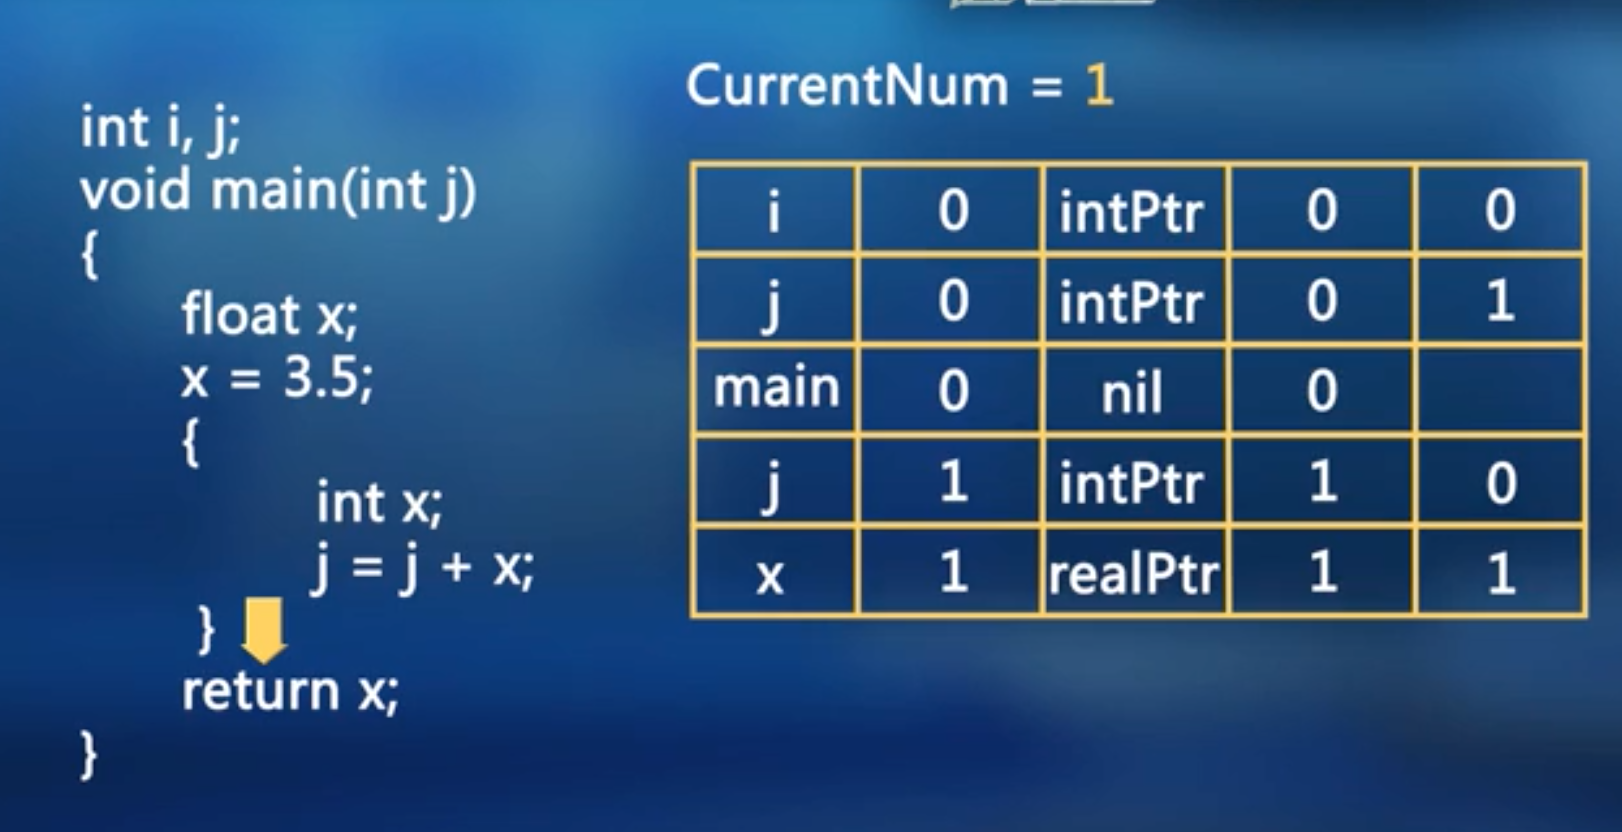 CurrentNum = 1
int i, j;
void main(int j)
{
float x;
x = 3.5;
{
int x;
j = j + x;
}
return x;
}
i 0 intPtr 0 0
j 0 intPtr 0 1
main 0 nil 0
j 1 intPtr 1 0
x 1 realPtr 1 1